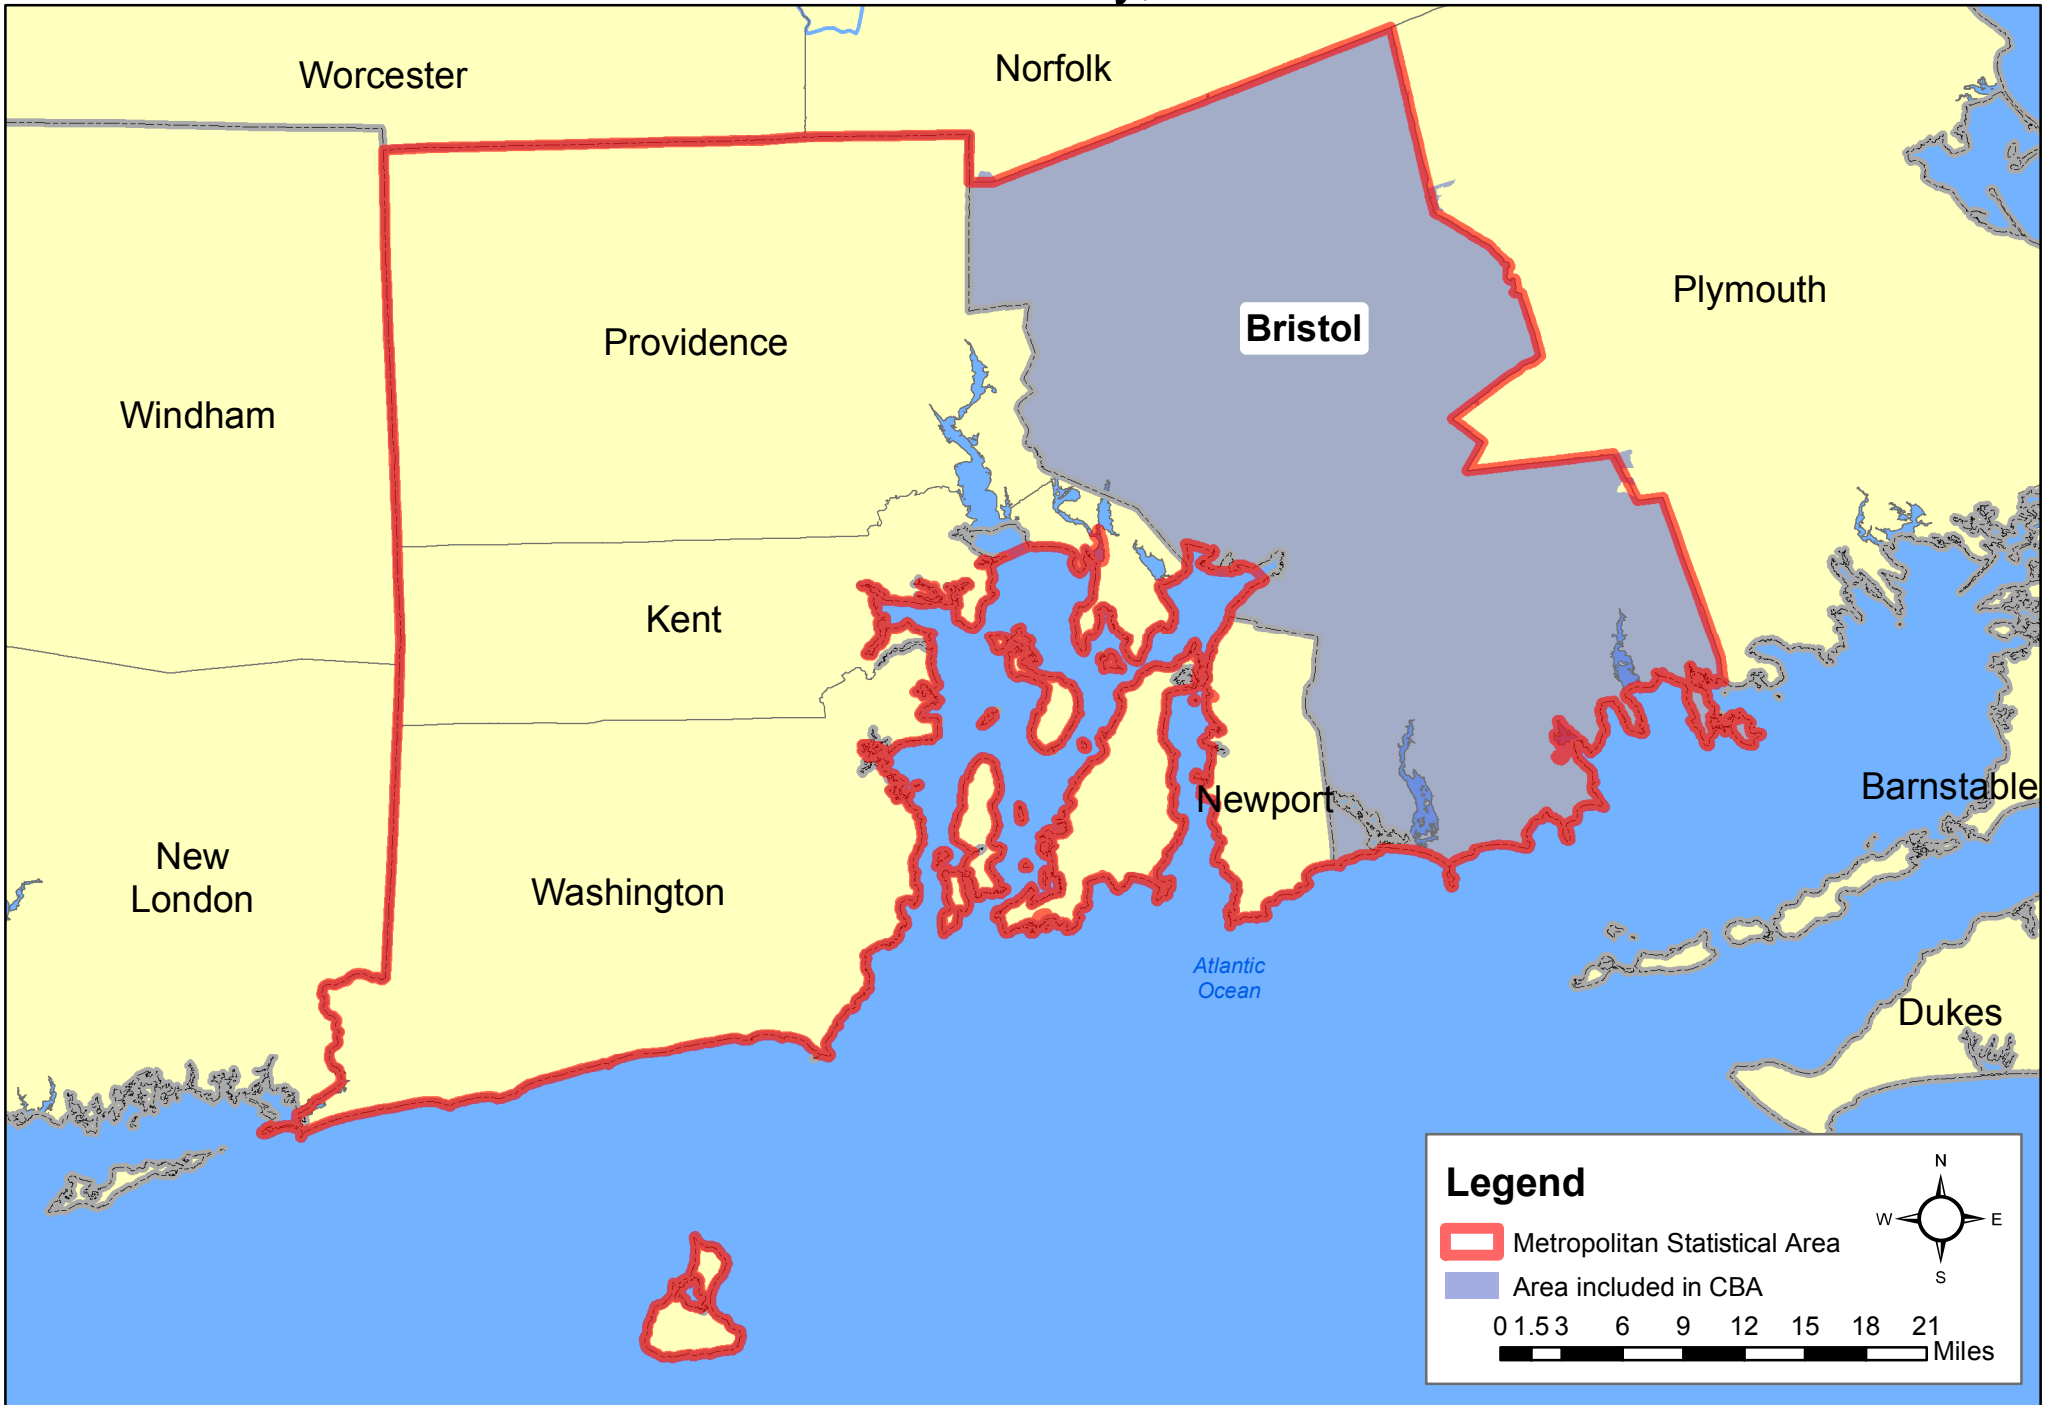 Worcester
Norfolk
Plymouth
Bristol
Providence
Windham
Kent
Newport
Barnstable
New
London
Washington
Atlantic
Ocean
Dukes
Legend
Metropolitan Statistical Area
Area included in CBA
N
W E
S
0 1.5 3 6 9 12 15 18 21
Miles